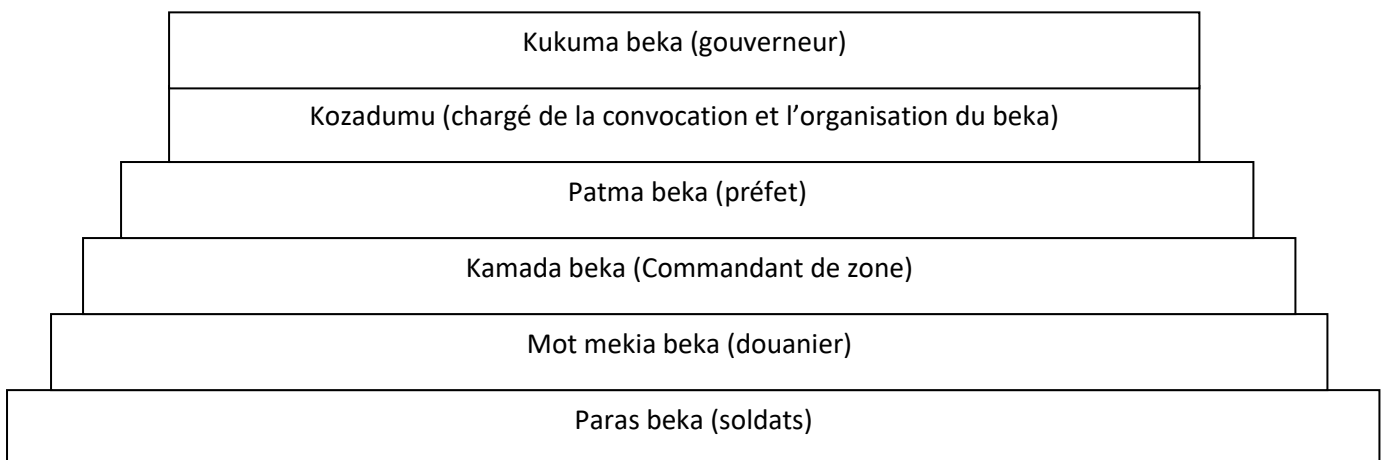 Kukuma beka (gouverneur)
Kozadumu (chargé de la convocation et l’organisation du beka)
Patma beka (préfet)
Kamada beka (Commandant de zone)
Mot mekia beka (douanier)
Paras beka (soldats)